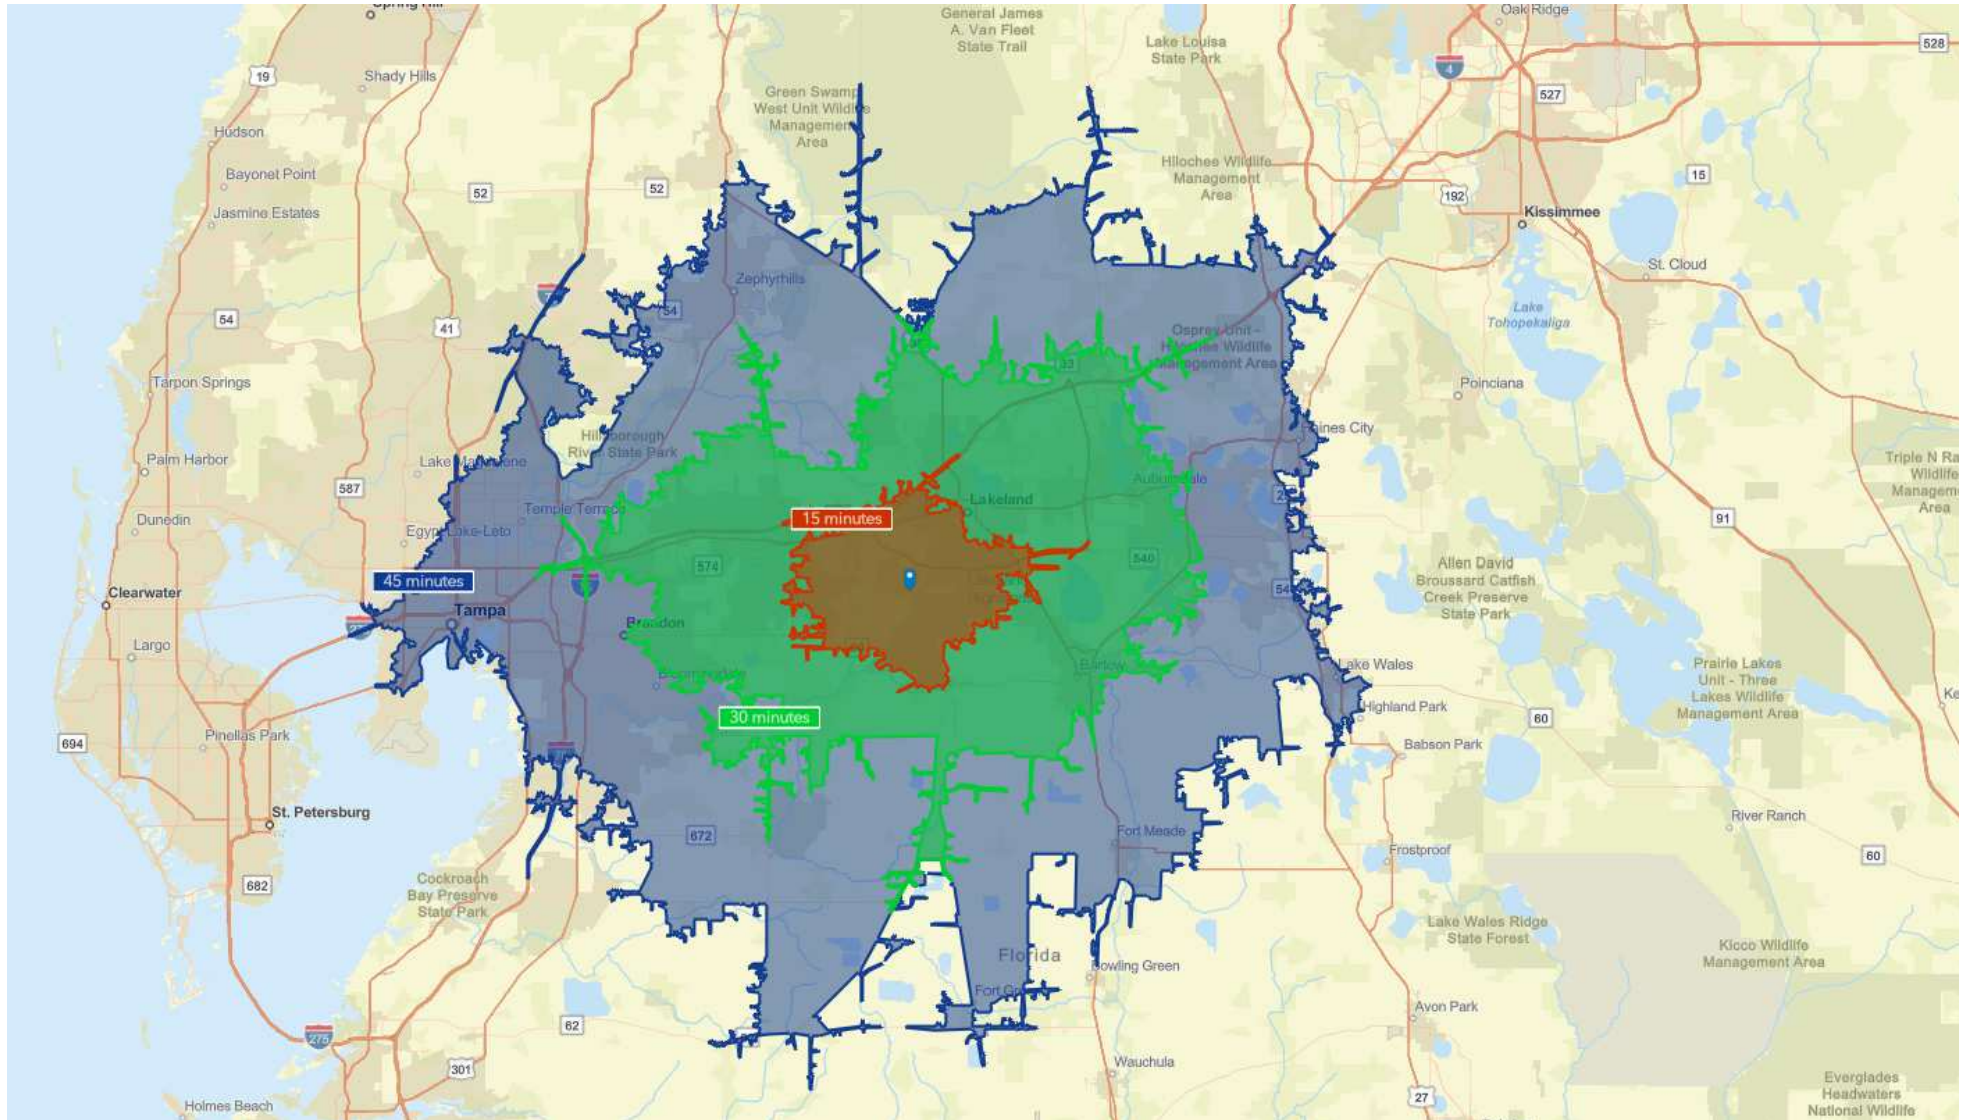 Spring Hill
General James
A. Van Fleet
State Trail
Oak Ridge
Lake Louisa
State Park
528
19
Shady Hills
4
527
Green Swamp
West Unit Wildlife
Management
Area
Hudson
Bayonet Point
52
52
Hilochee Wildlife
Management
Area
15
192
Jasmine Estates
Kissimmee
Zephyrhills
St. Cloud
54
54
41
Lake
Tohopekaliga
Osprey Unit -
Hilochee Wildlife
Management Area
33
Tarpon Springs
Poinciana
Hillsborough
River State Park
Haines City
Palm Harbor
Lake Magdalene
Triple N Ra
Wildlife
Managem
Area
587
Auburndale
Lakeland
Temple Terrace
Dunedin
15 minutes
91
Egypt Lake-Leto
574
540
Allen David
Broussard Catfish
Creek Preserve
State Park
45 minutes
Clearwater
Tampa
Brandon
Largo
Bartow
Lake Wales
Prairie Lakes
Unit - Three
Lakes Wildlife
Management Area
Bloomingdale
Ke
Highland Park
30 minutes
60
694
Pinellas Park
Babson Park
St. Petersburg
672
Fort Meade
River Ranch
Frostproof
60
682
Cockroach
Bay Preserve
State Park
Lake Wales Ridge
State Forest
Florida
Kicco Wildlife
Management Area
Bowling Green
Fort Gr
Avon Park
62
275
Wauchula
301
Everglades
Headwaters
National Wildlife
27
Holmes Beach